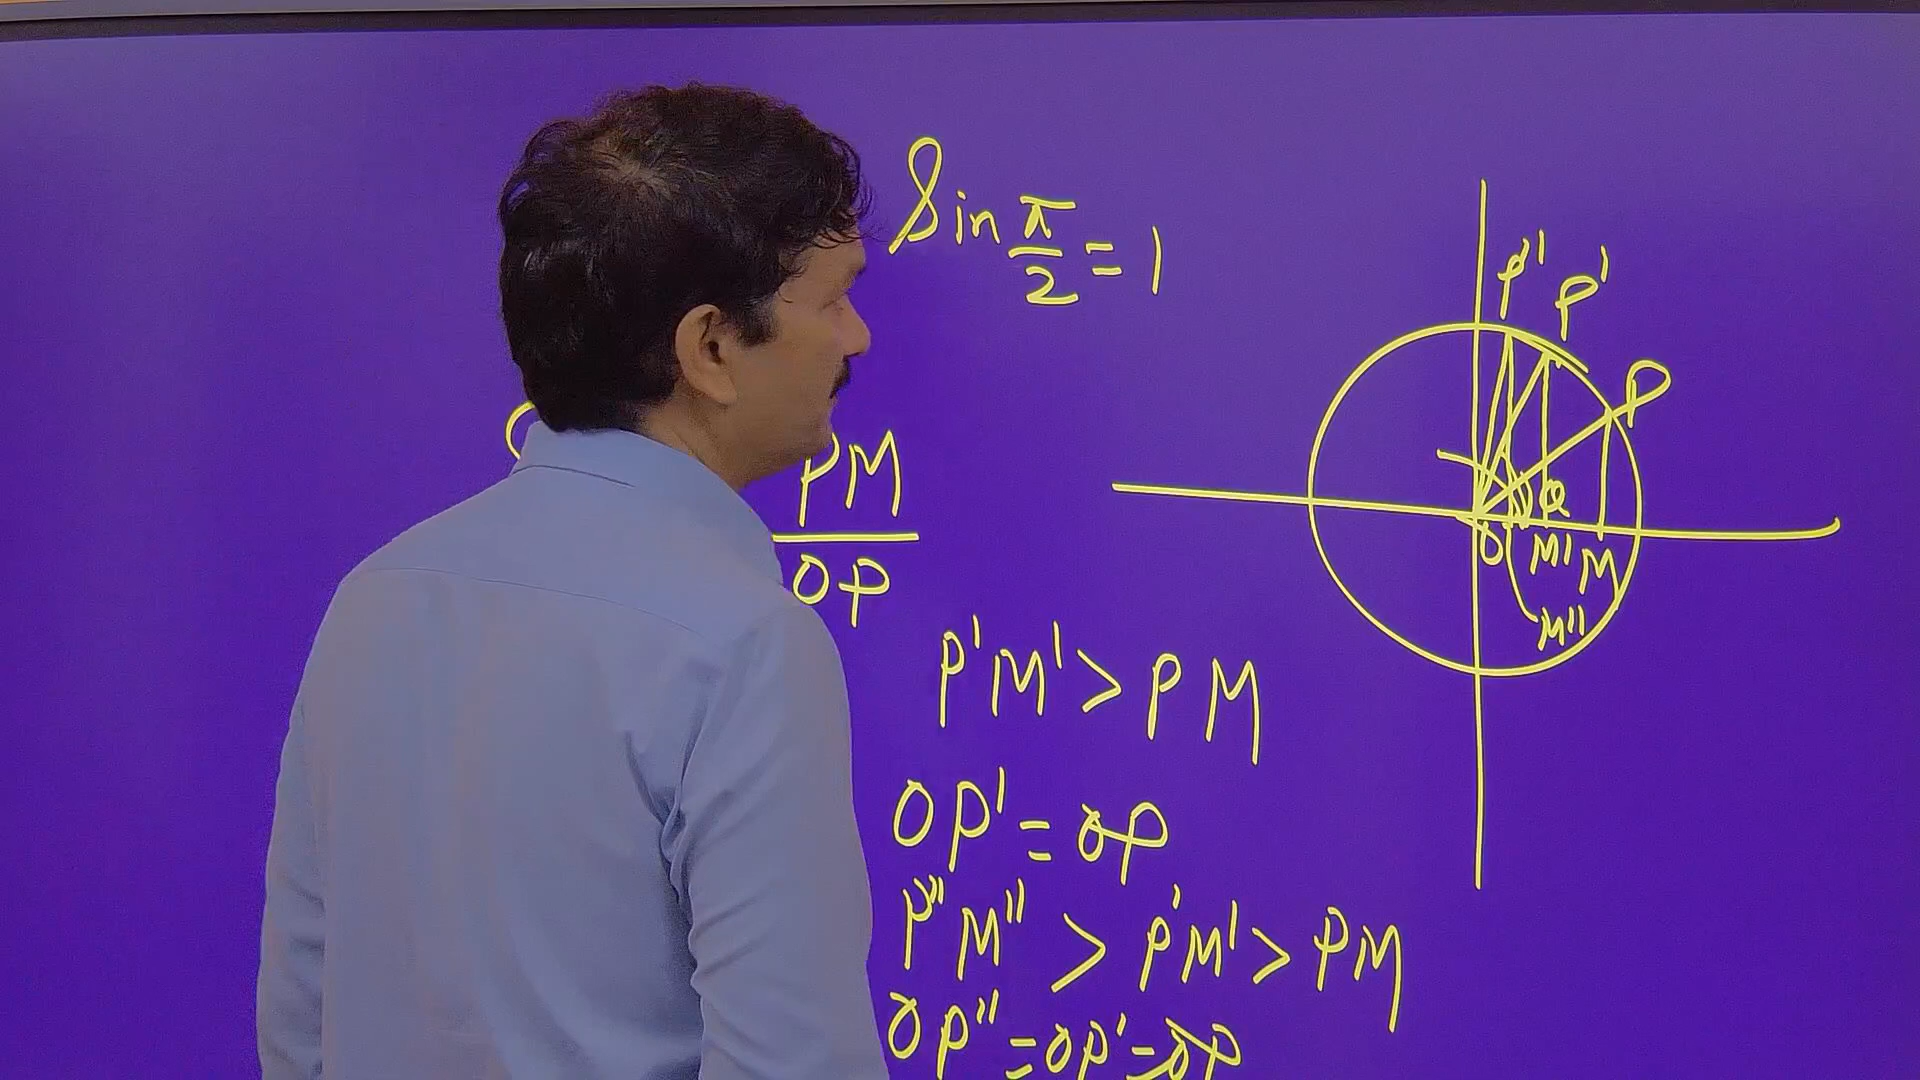 Sin π/2 = 1
PM
OP
P'M' > PM
OP' = OP
P''M'' > P'M' > PM
OP'' = OP' = OP
P''
P'
P
O
M'
M
M''